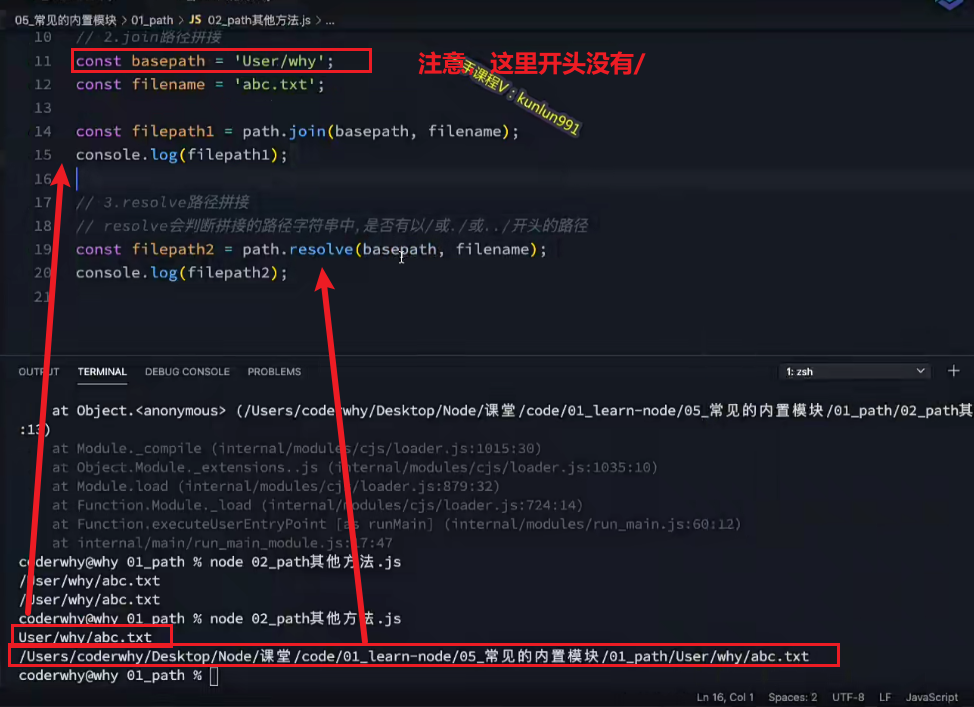 05_常见的内置模块 > 01_path > JS 02_path其他方法.js > ...
10 // 2.join路径拼接
11 const basepath = 'User/why';
注意，这里开头没有/
12 const filename = 'abc.txt';
手课程V：kunlun991
13
14 const filepath1 = path.join(basepath, filename);
15 console.log(filepath1);
16
17 // 3.resolve路径拼接
18 // resolve会判断拼接的路径字符串中,是否有以/或./或../开头的路径
19 const filepath2 = path.resolve(basepath, filename);
20 console.log(filepath2);
21
OUTPUT TERMINAL DEBUG CONSOLE PROBLEMS 1: zsh
at Object.<anonymous> (/Users/coderwhy/Desktop/Node/课堂/code/01_learn-node/05_常见的内置模块/01_path/02_path其
:13)
at Module._compile (internal/modules/cjs/loader.js:1015:30)
at Object.Module._extensions..js (internal/modules/cjs/loader.js:1035:10)
at Module.load (internal/modules/cjs/loader.js:879:32)
at Function.Module._load (internal/modules/cjs/loader.js:724:14)
at Function.executeUserEntryPoint [as runMain] (internal/modules/run_main.js:60:12)
at internal/main/run_main_module.js:17:47
coderwhy@why 01_path % node 02_path其他方法.js
/User/why/abc.txt
/User/why/abc.txt
coderwhy@why 01_path % node 02_path其他方法.js
User/why/abc.txt
/Users/coderwhy/Desktop/Node/课堂/code/01_learn-node/05_常见的内置模块/01_path/User/why/abc.txt
coderwhy@why 01_path %
Ln 16, Col 1 Spaces: 2 UTF-8 LF JavaScript